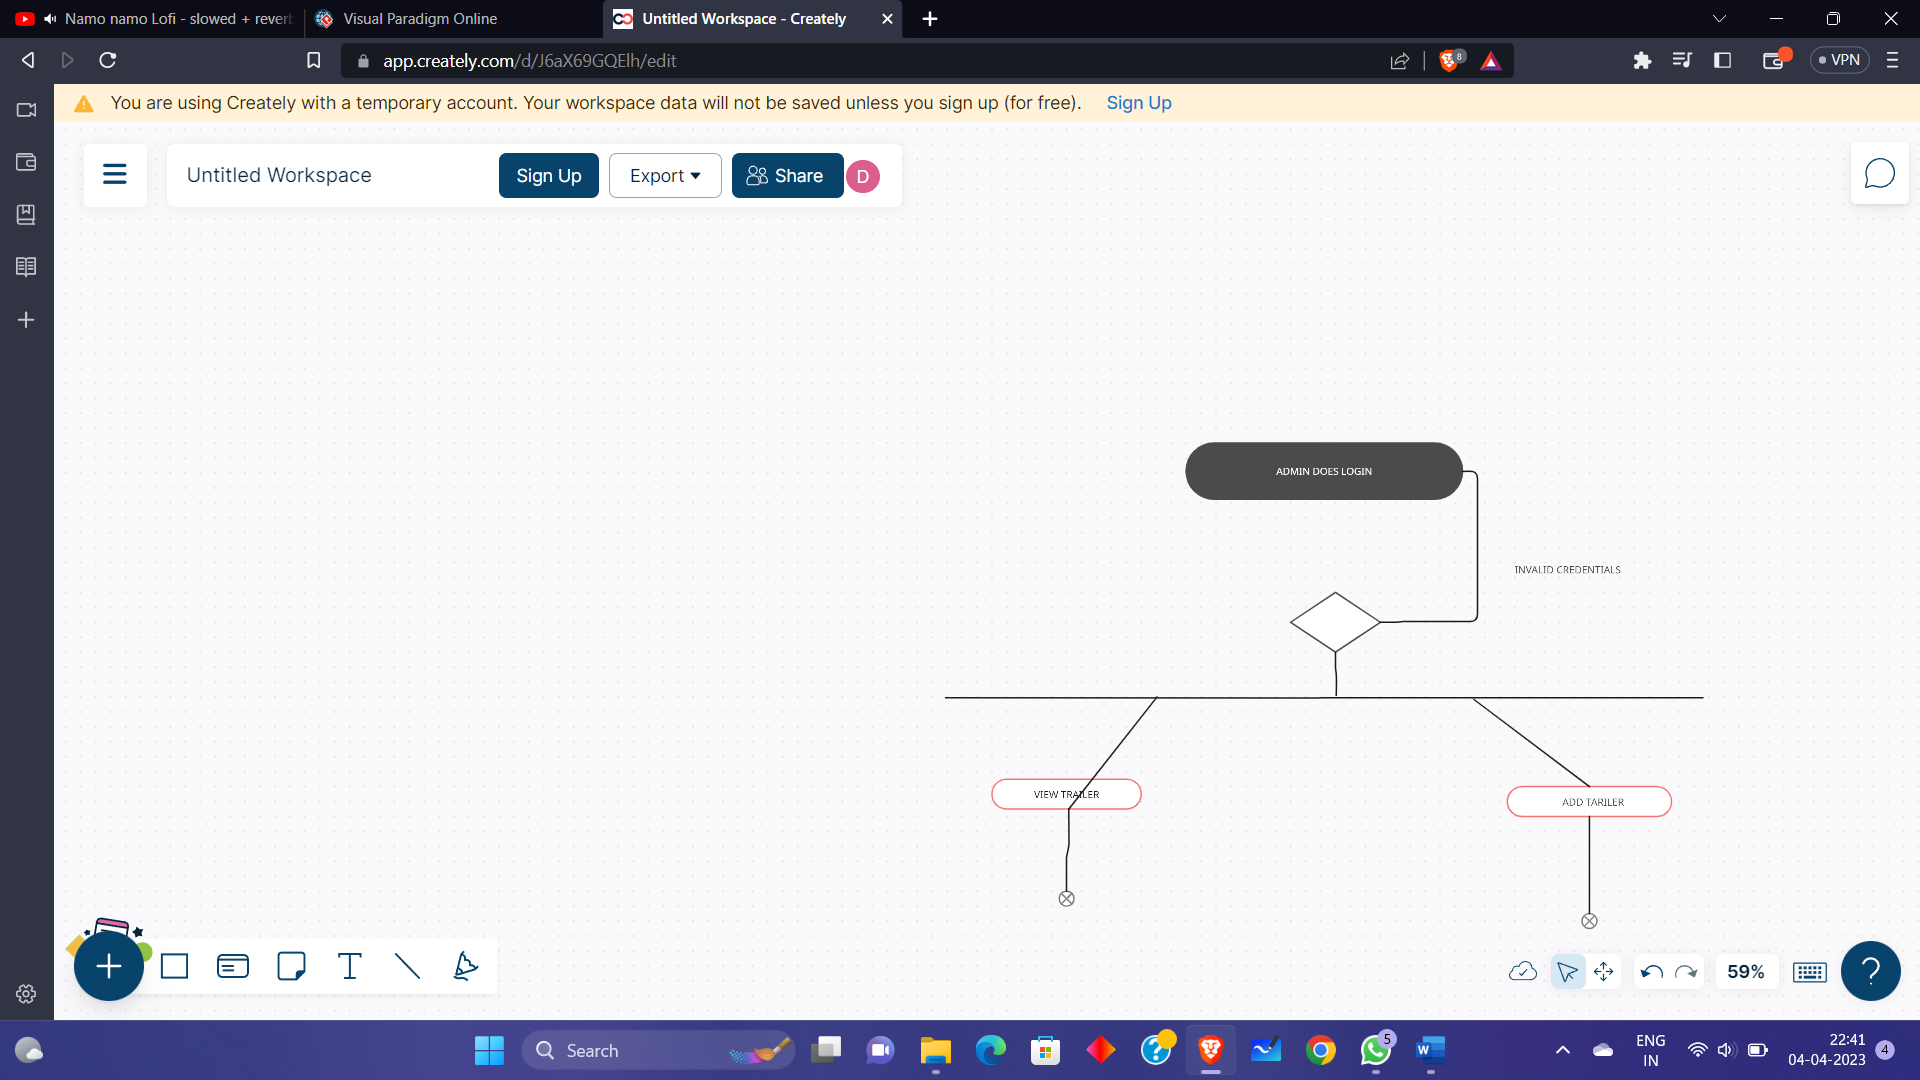 Namo namo Lofi - slowed + rever
Visual Paradigm Online
Untitled Workspace - Creately
app.creately.com/d/J6aX69GQElh/edit
8
VPN
You are using Creately with a temporary account. Your workspace data will not be saved unless you sign up (for free). Sign Up
Untitled Workspace
Sign Up
Export
Share
D
ADMIN DOES LOGIN
INVALID CREDENTIALS
VIEW TRAILER
ADD TARILER
T
59%
?
Search
5
W
ENG
IN
22:41
04-04-2023
4